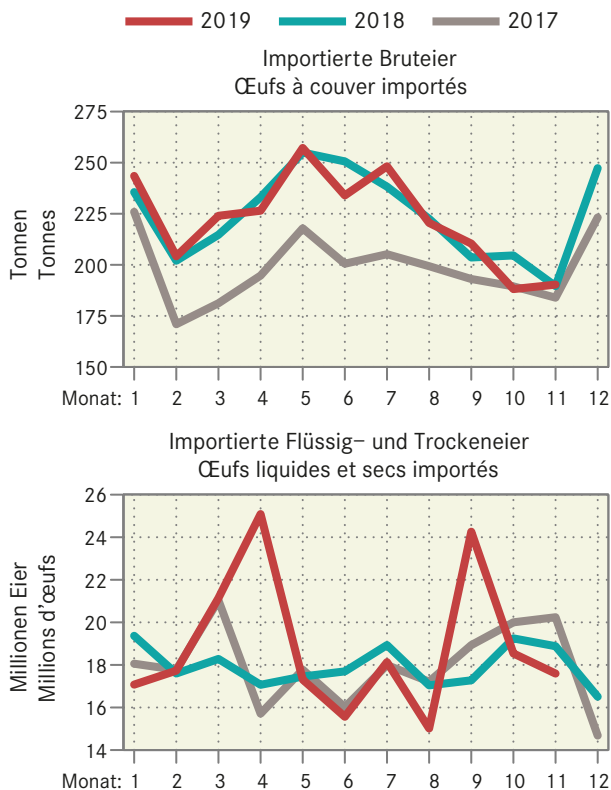 2019 2018 2017
Importierte Bruteier
Œufs à couver importés
Tonnen
Tonnes
275
250
225
200
175
150
Monat: 1 2 3 4 5 6 7 8 9 10 11 12
Importierte Flüssig– und Trockeneier
Œufs liquides et secs importés
Millionen Eier
Millions d'œufs
26
24
22
20
18
16
14
Monat: 1 2 3 4 5 6 7 8 9 10 11 12